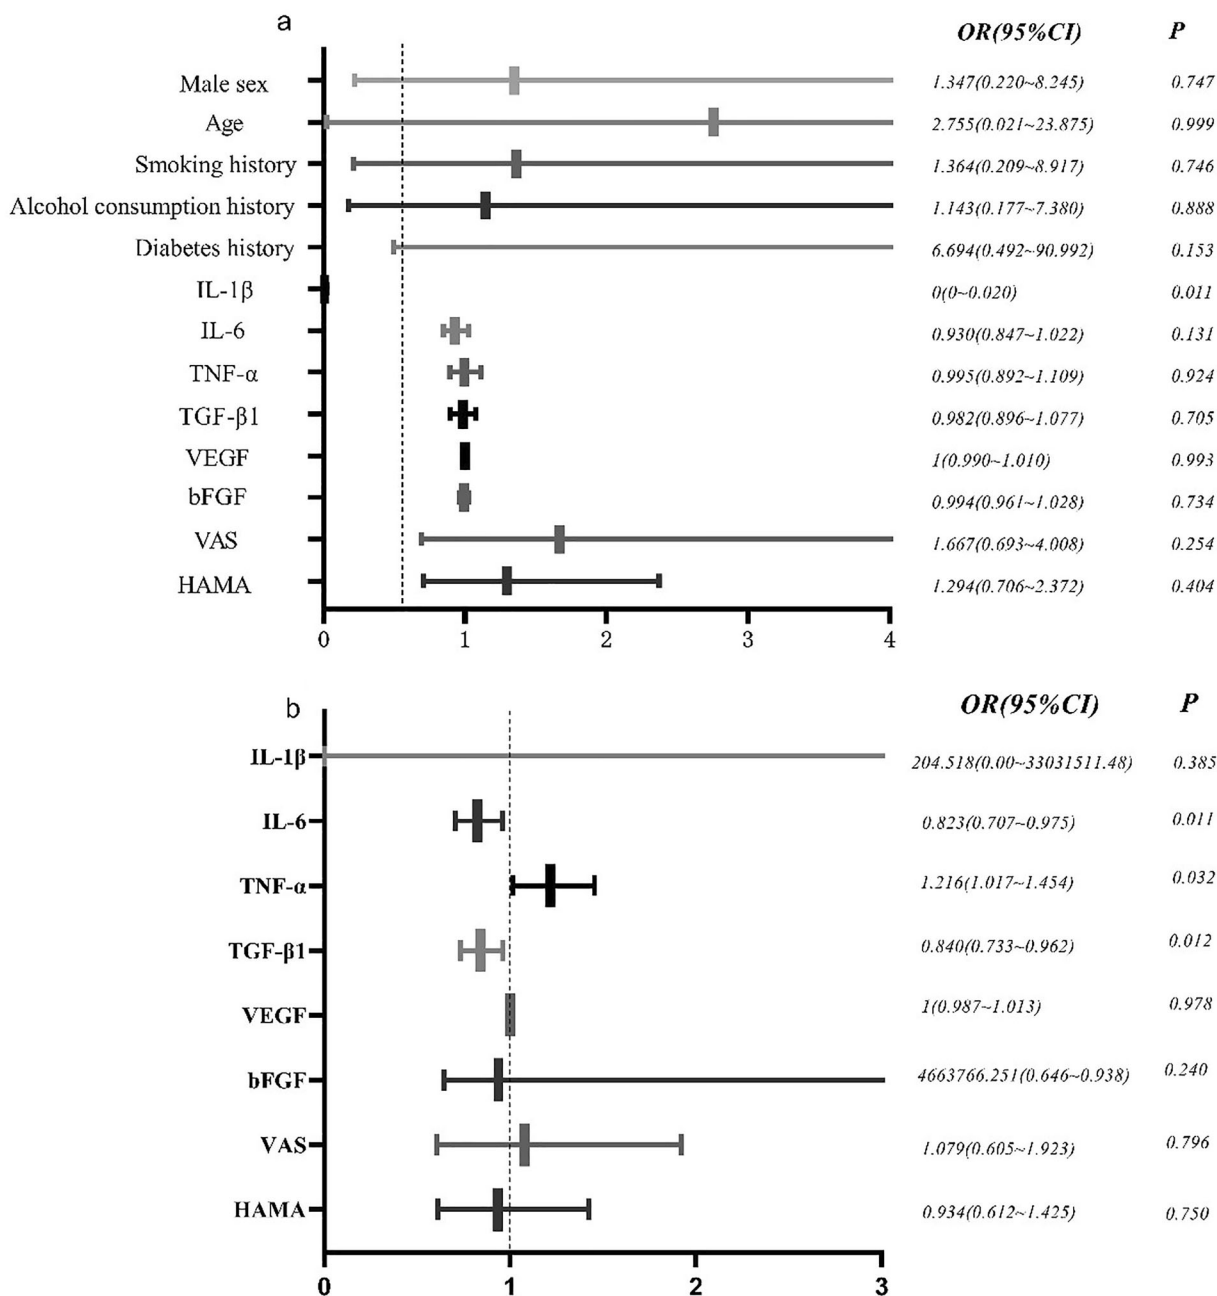 a
OR(95%CI) P
Male sex 1.347(0.220~8.245) 0.747
Age 2.755(0.021~23.875) 0.999
Smoking history 1.364(0.209~8.917) 0.746
Alcohol consumption history 1.143(0.177~7.380) 0.888
Diabetes history 6.694(0.492~90.992) 0.153
IL-1β 0(0~0.020) 0.011
IL-6 0.930(0.847~1.022) 0.131
TNF-α 0.995(0.892~1.109) 0.924
TGF-β1 0.982(0.896~1.077) 0.705
VEGF 1(0.990~1.010) 0.993
bFGF 0.994(0.961~1.028) 0.734
VAS 1.667(0.693~4.008) 0.254
HAMA 1.294(0.706~2.372) 0.404
0 1 2 3 4
b
OR(95%CI) P
IL-1β 204.518(0.00~33031511.48) 0.385
IL-6 0.823(0.707~0.975) 0.011
TNF-α 1.216(1.017~1.454) 0.032
TGF-β1 0.840(0.733~0.962) 0.012
VEGF 1(0.987~1.013) 0.978
bFGF 4663766.251(0.646~0.938) 0.240
VAS 1.079(0.605~1.923) 0.796
HAMA 0.934(0.612~1.425) 0.750
0 1 2 3